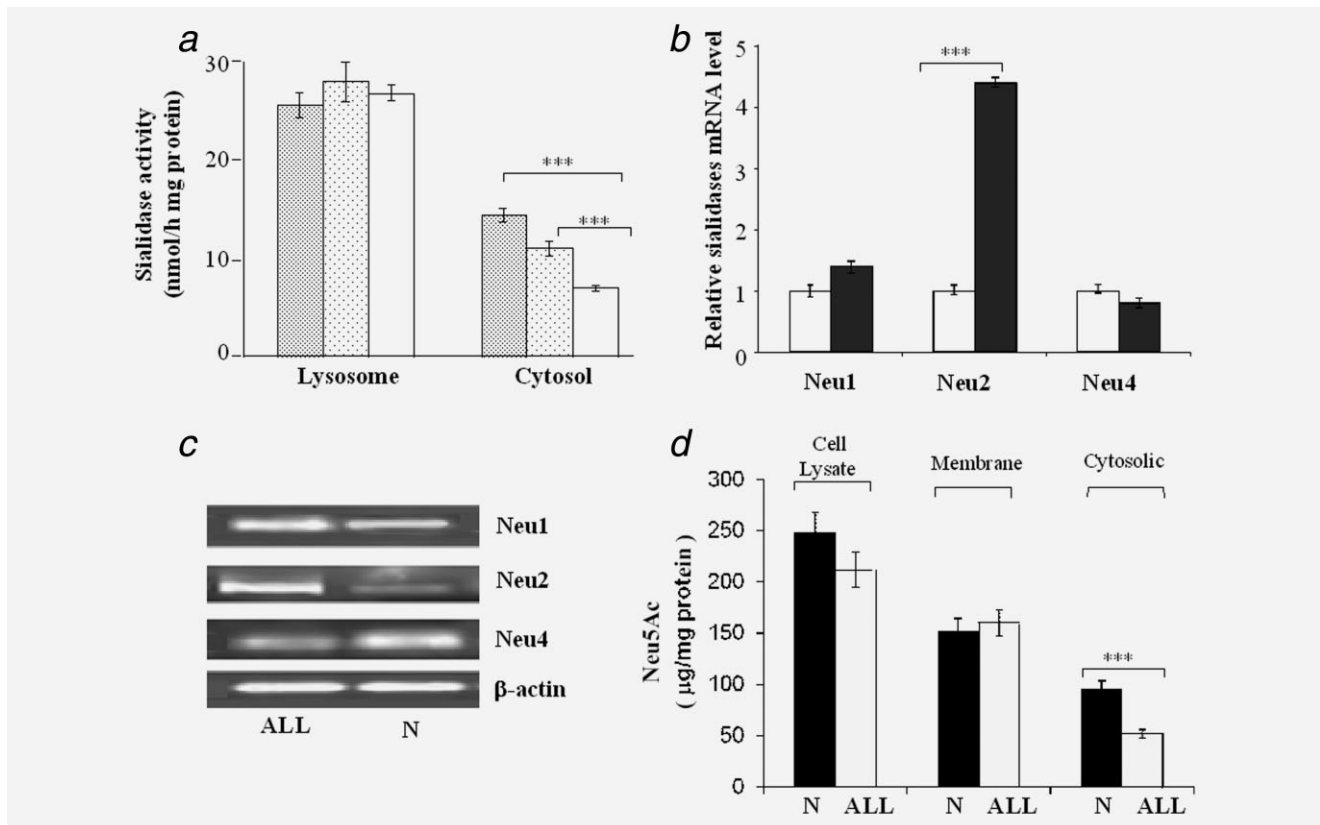 a
Sialidase activity
(nmol/h mg protein)
30
20
10
0
***
***
Lysosome
Cytosol
b
Relative sialidases mRNA level
5
4
3
2
1
0
***
Neu1
Neu2
Neu4
c
Neu1
Neu2
Neu4
β-actin
ALL
N
d
Neu5Ac
( µg/mg protein )
300
250
200
150
100
50
0
Cell
Lysate
Membrane
Cytosolic
***
N ALL
N ALL
N ALL